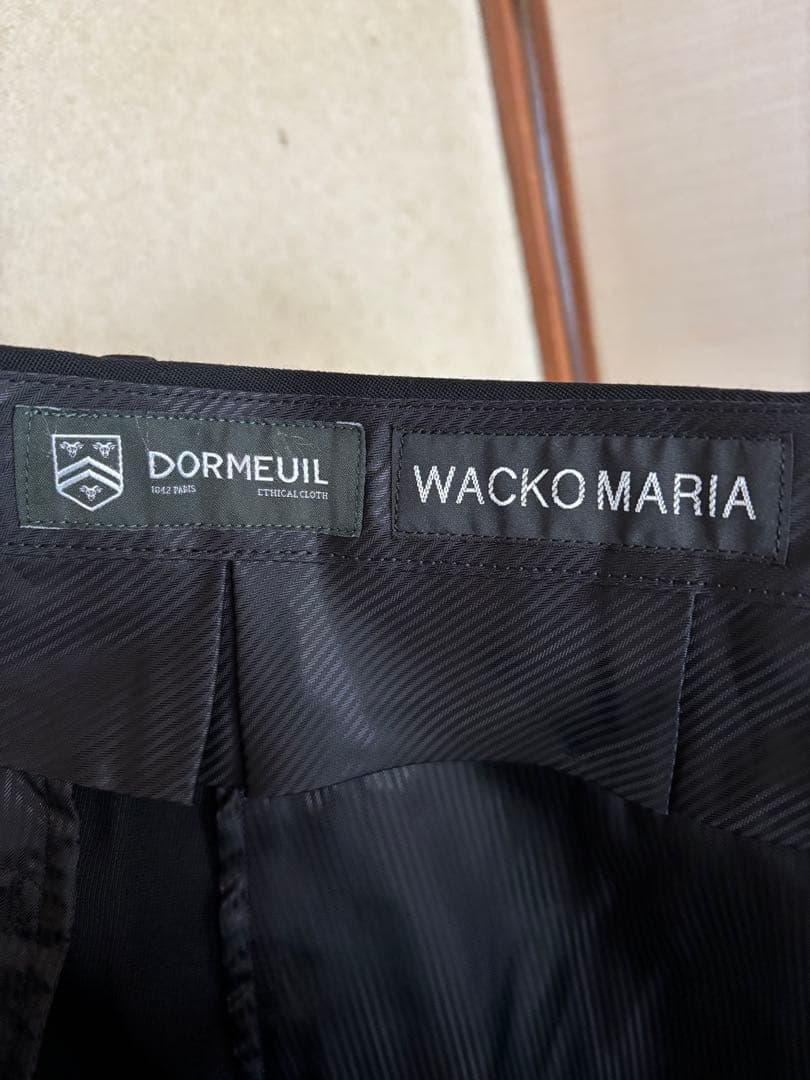 DORMEUIL
1842 PARIS
ETHICAL CLOTH
WACKO MARIA